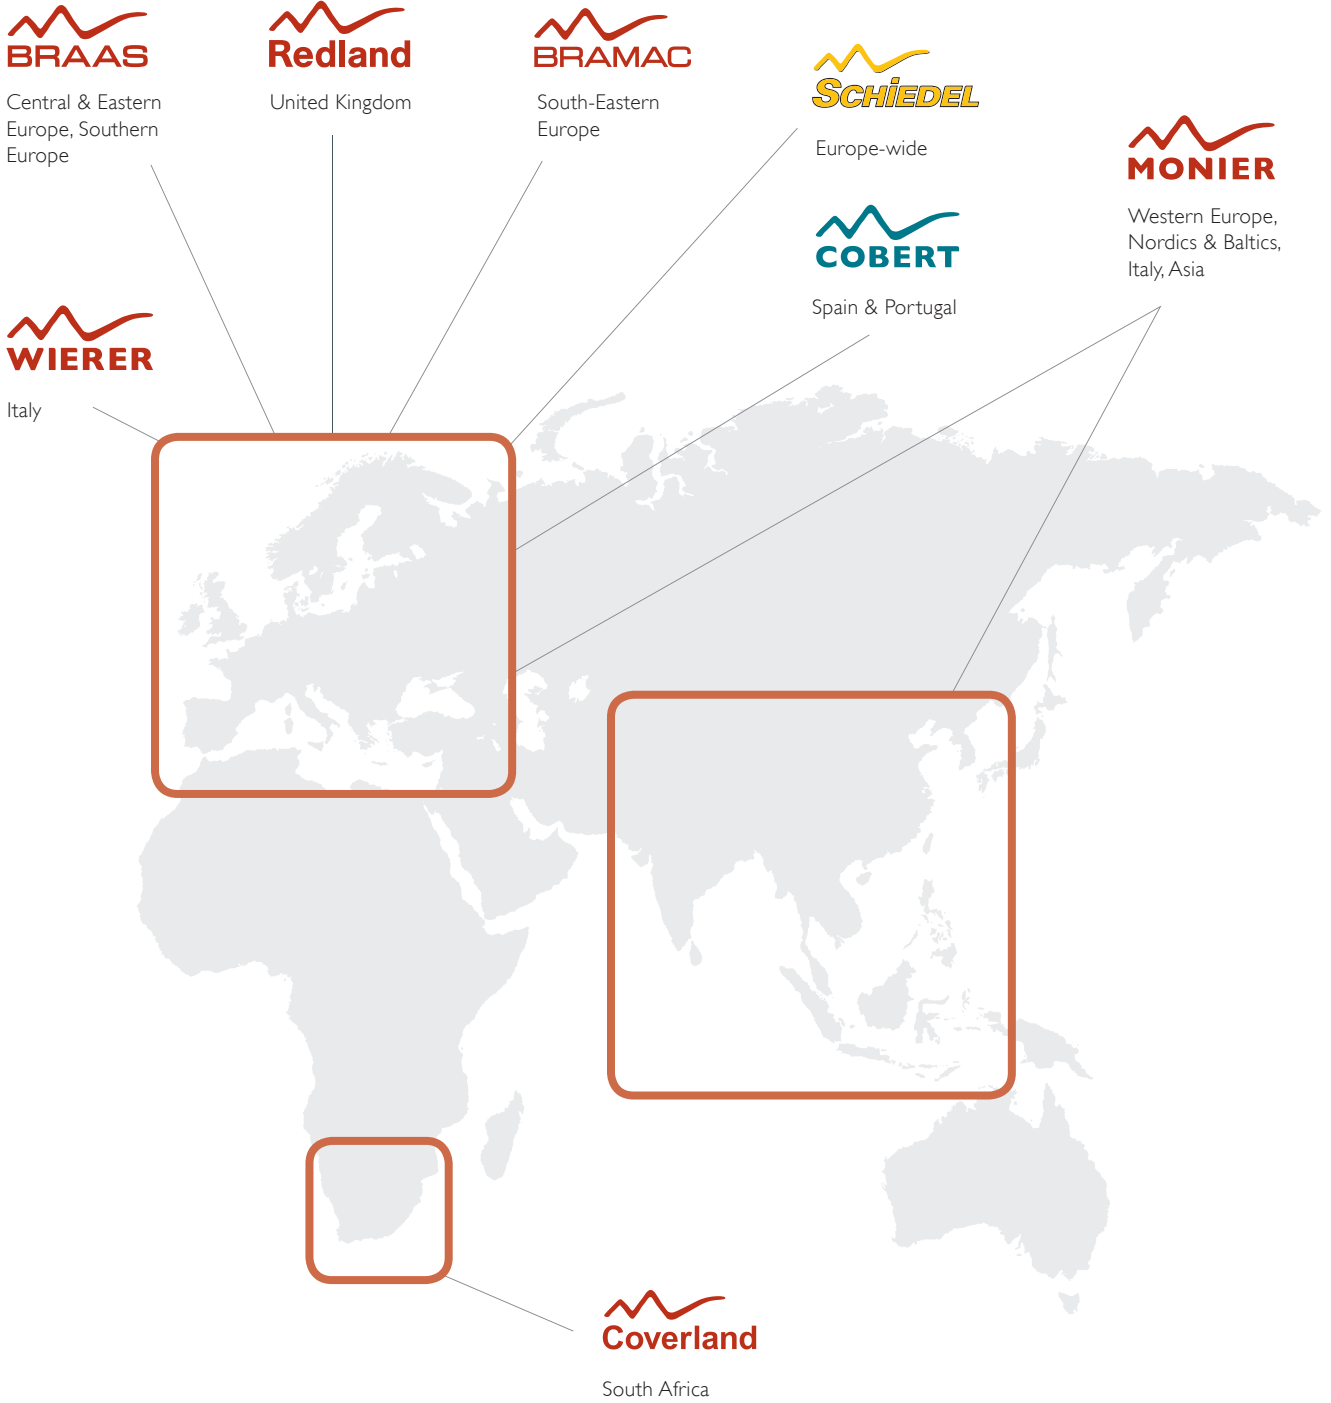 BRAAS
Central & Eastern
Europe, Southern
Europe
Redland
United Kingdom
BRAMAC
South-Eastern
Europe
SCHiEDEL
Europe-wide
MONIER
Western Europe,
Nordics & Baltics,
Italy, Asia
COBERT
Spain & Portugal
WIERER
Italy
Coverland
South Africa